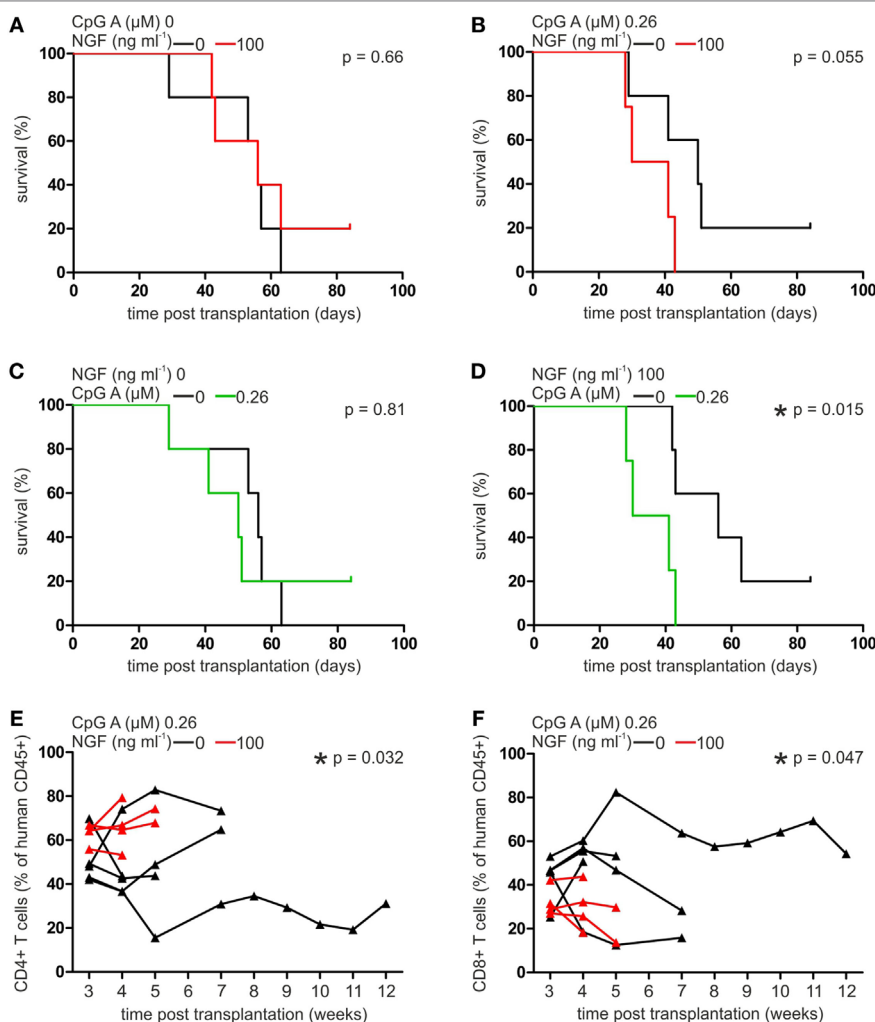 A
CpG A (µM) 0
NGF (ng ml⁻¹) 0 100
p = 0.66
100
80
60
40
20
0
survival (%)
0 20 40 60 80 100
time post transplantation (days)
B
CpG A (µM) 0.26
NGF (ng ml⁻¹) 0 100
p = 0.055
100
80
60
40
20
0
survival (%)
0 20 40 60 80 100
time post transplantation (days)
C
NGF (ng ml⁻¹) 0
CpG A (µM) 0 0.26
p = 0.81
100
80
60
40
20
0
survival (%)
0 20 40 60 80 100
time post transplantation (days)
D
NGF (ng ml⁻¹) 100
CpG A (µM) 0 0.26
* p = 0.015
100
80
60
40
20
0
survival (%)
0 20 40 60 80 100
time post transplantation (days)
E
CpG A (µM) 0.26
NGF (ng ml⁻¹) 0 100
* p = 0.032
100
80
60
40
20
0
CD4+ T cells (% of human CD45+)
3 4 5 6 7 8 9 10 11 12
time post transplantation (weeks)
F
CpG A (µM) 0.26
NGF (ng ml⁻¹) 0 100
* p = 0.047
100
80
60
40
20
0
CD8+ T cells (% of human CD45+)
3 4 5 6 7 8 9 10 11 12
time post transplantation (weeks)